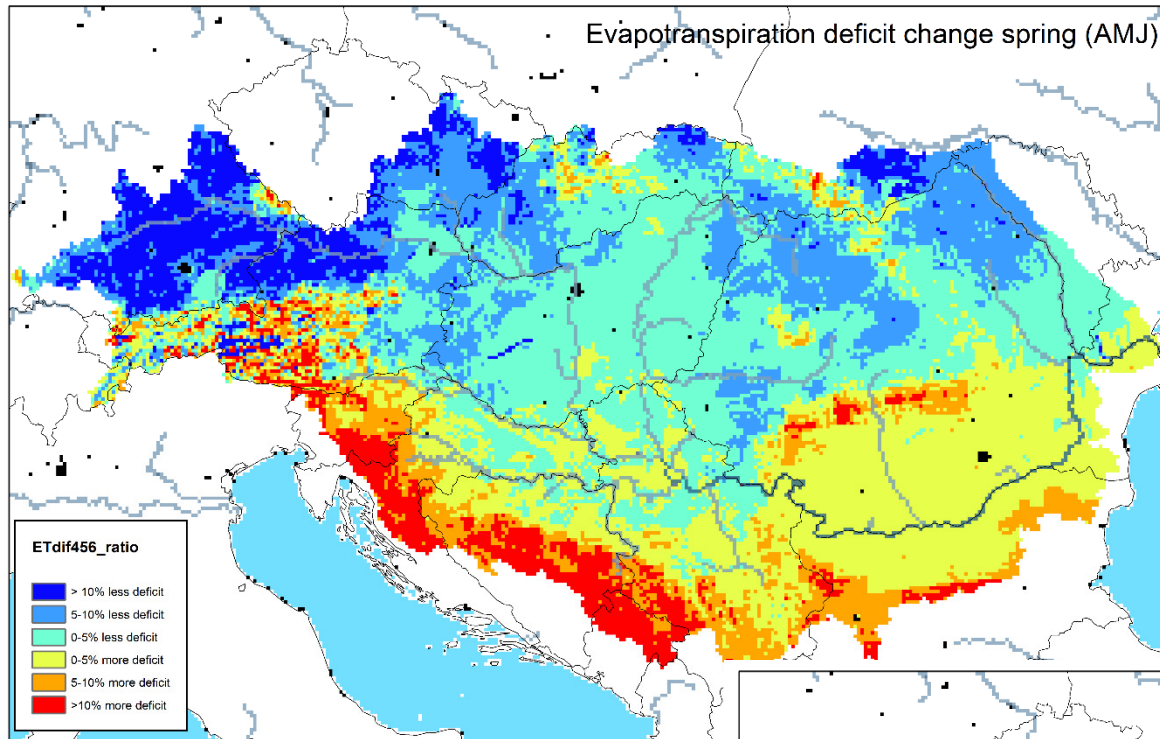 Evapotranspiration deficit change spring (AMJ)
ETdif456_ratio
> 10% less deficit
5-10% less deficit
0-5% less deficit
0-5% more deficit
5-10% more deficit
>10% more deficit